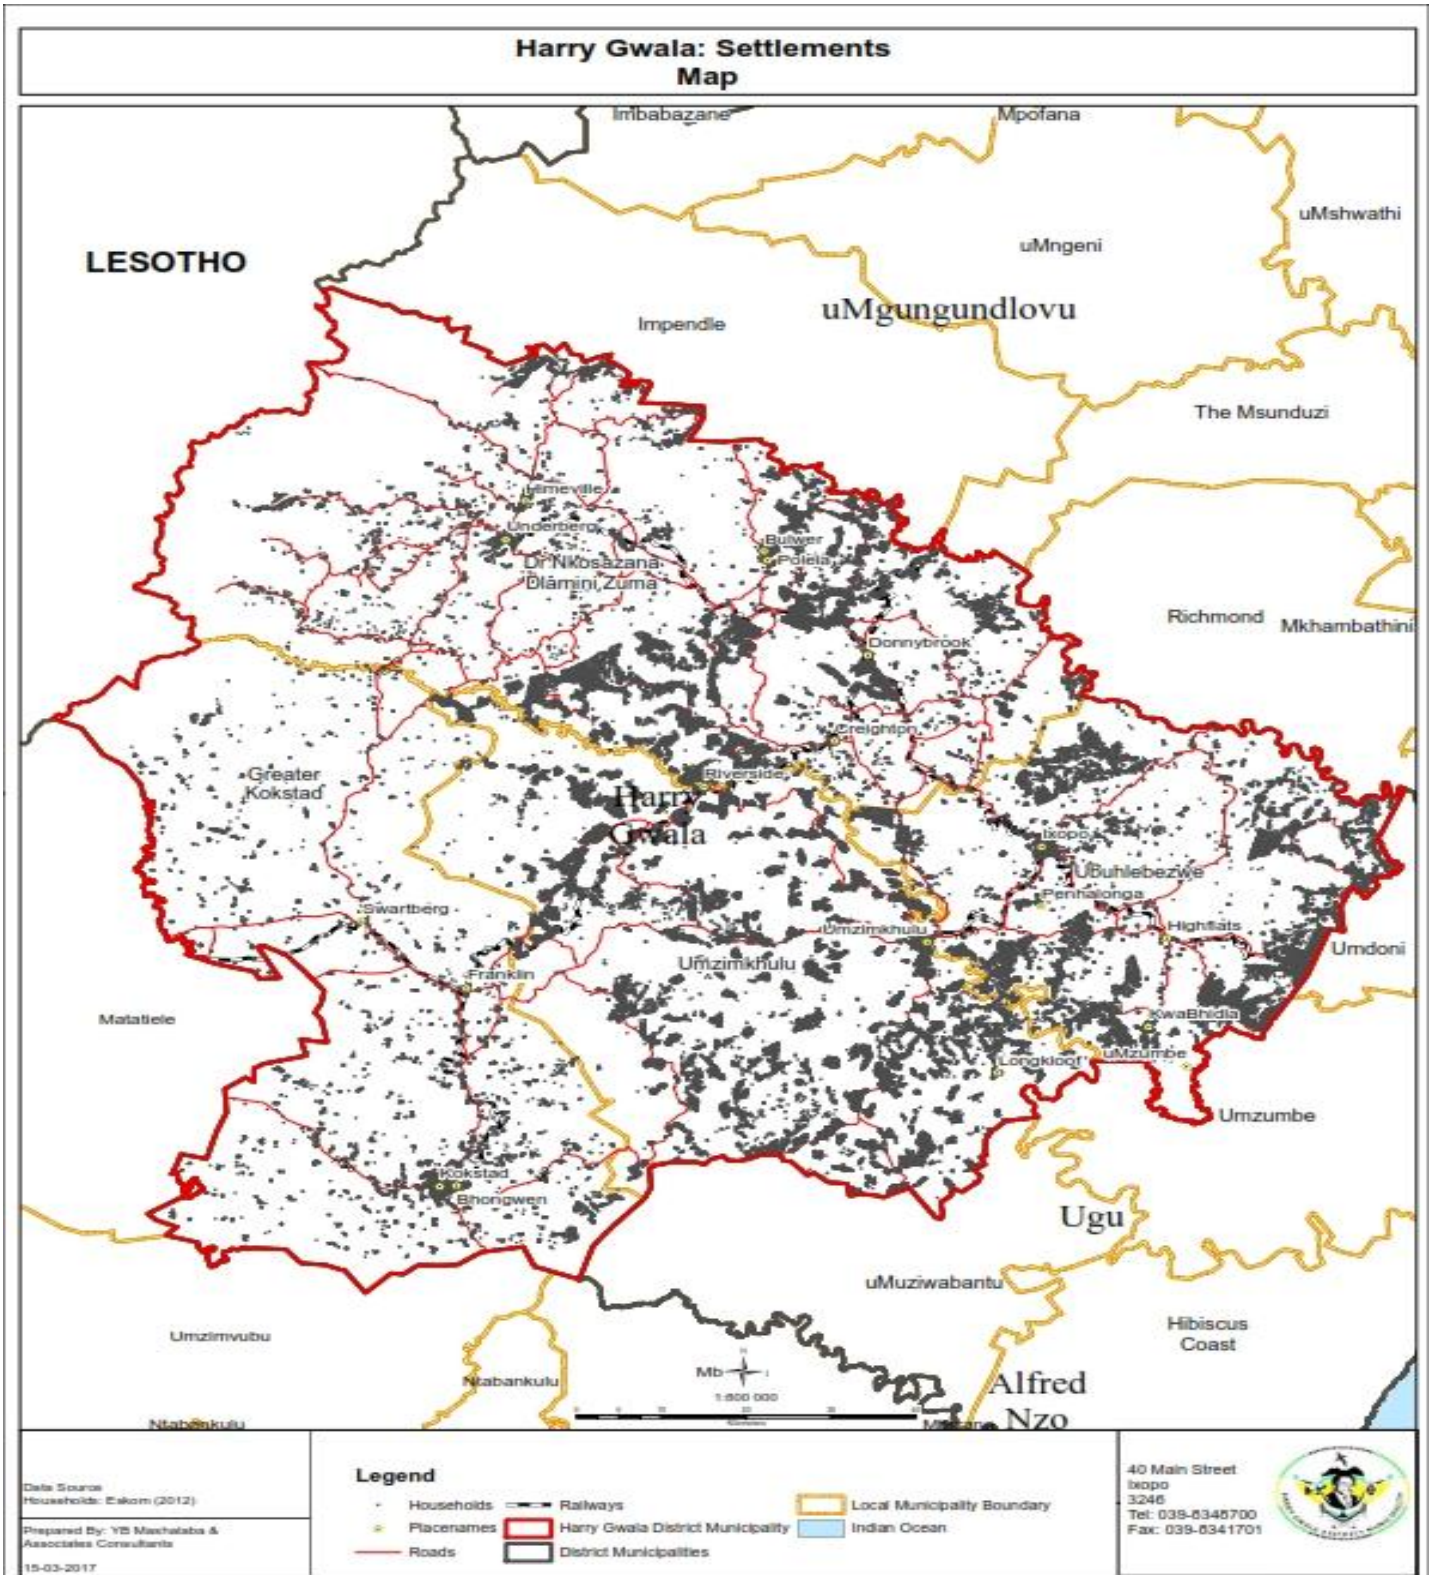 Harry Gwala: Settlements
Map
Imbabazane
Mpofana
uMshwathi
uMngeni
LESOTHO
uMgungundlovu
Impendle
The Msunduzi
Himeville
Underberg
Bulwer
Polela
Dr Nkosazana
Dlamini Zuma
Richmond
Mkhambathini
Donnybrook
Creighton
Riverside
Greater
Kokstad
Harry
Gwala
Ixopo
Ubuhlebezwe
Penhalonga
Swartberg
Umzimkhulu
Highflats
Umdoni
Franklin
Umzimkhulu
Matatiele
KwaBhidla
Longkloof
uMzumbe
Umzumbe
Kokstad
Bhongwen
Ugu
uMuziwabantu
Umzimvubu
Hibiscus
Coast
Ntabankulu
Mb
1:600 000
Alfred
Nzo
Ntabankulu
Data Source
Households: Eskom (2012)
Prepared By: YB Mashalaba &
Associates Consultants
15-03-2017
Legend
Households
Railways
Local Municipality Boundary
Placenames
Harry Gwala District Municipality
Indian Ocean
Roads
District Municipalities
40 Main Street
Ixopo
3246
Tel: 039-8348700
Fax: 039-8341701